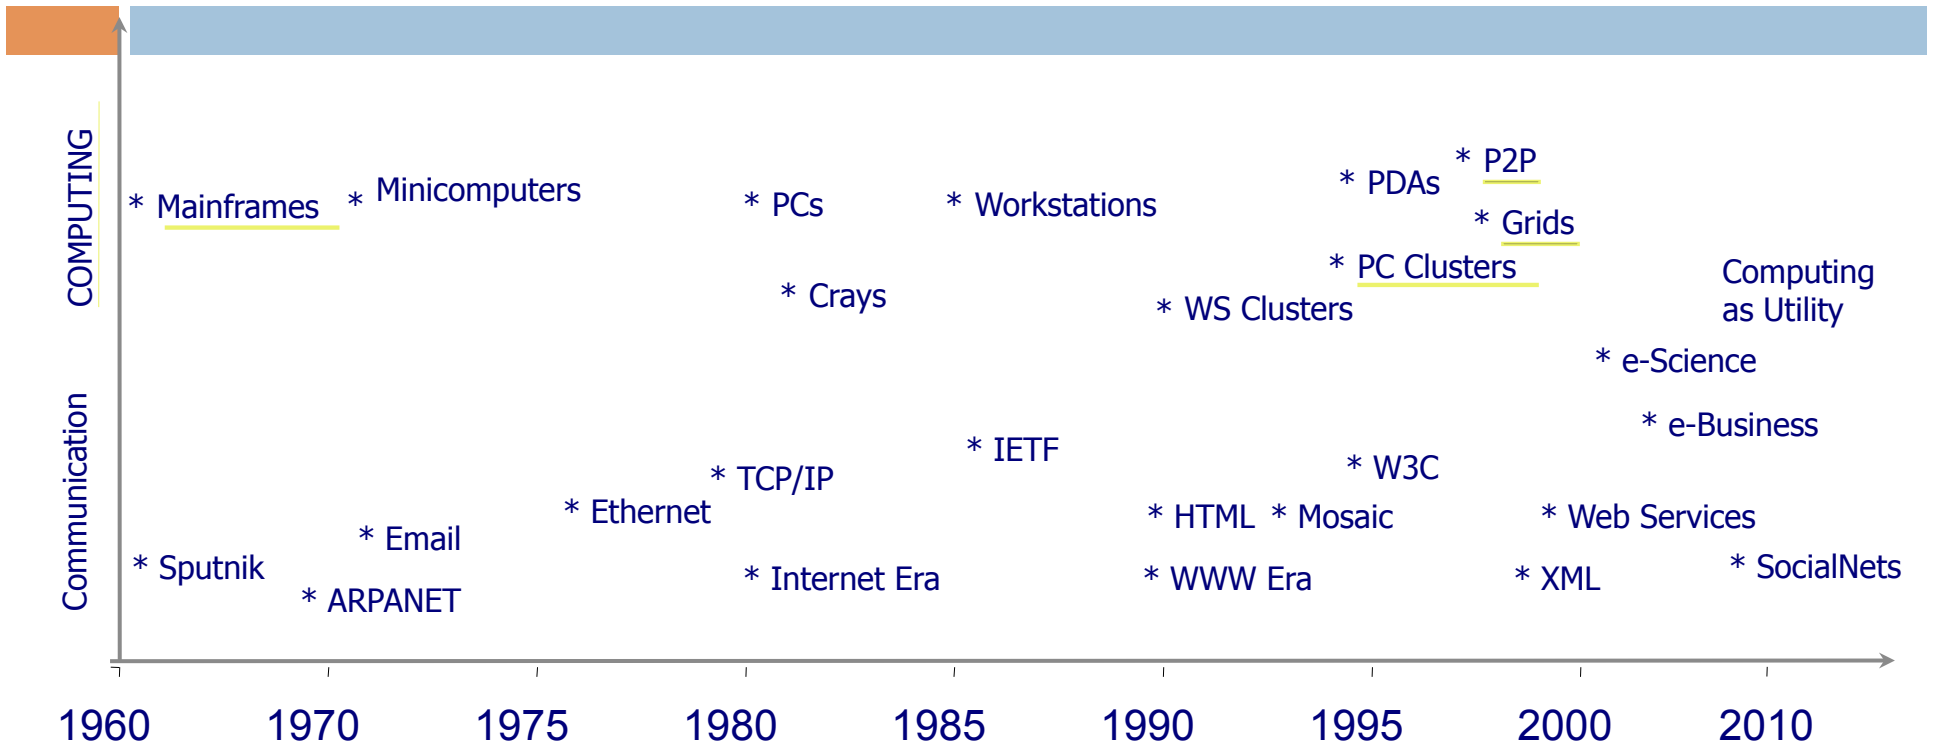 COMPUTING
* Mainframes
* Minicomputers
* PCs
* Workstations
* PDAs
* P2P
* Grids
* PC Clusters
* Crays
* WS Clusters
Computing
as Utility
* e-Science
* e-Business
Communication
* IETF
* W3C
* TCP/IP
* Ethernet
* HTML
* Mosaic
* Web Services
* Email
* Sputnik
* Internet Era
* WWW Era
* XML
* SocialNets
* ARPANET
1960 1970 1975 1980 1985 1990 1995 2000 2010